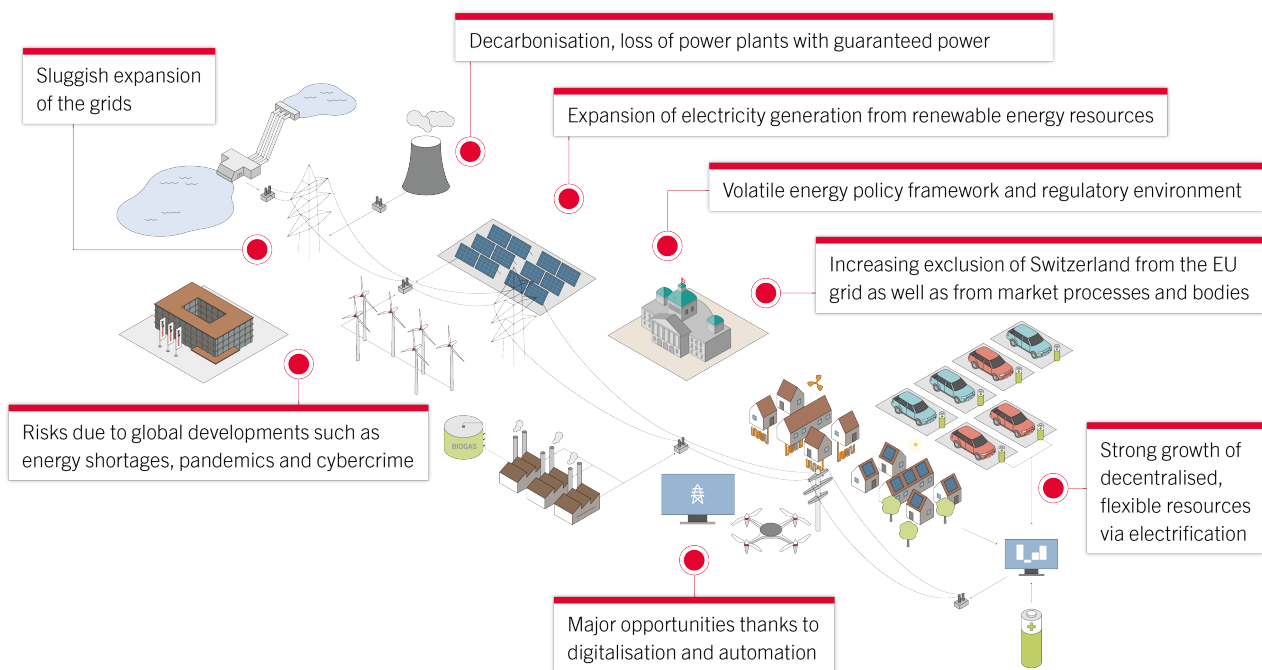 Decarbonisation, loss of power plants with guaranteed power
Sluggish expansion
of the grids
Expansion of electricity generation from renewable energy resources
Volatile energy policy framework and regulatory environment
Increasing exclusion of Switzerland from the EU
grid as well as from market processes and bodies
Risks due to global developments such as
energy shortages, pandemics and cybercrime
BIOGAS
Strong growth of
decentralised,
flexible resources
via electrification
Major opportunities thanks to
digitalisation and automation